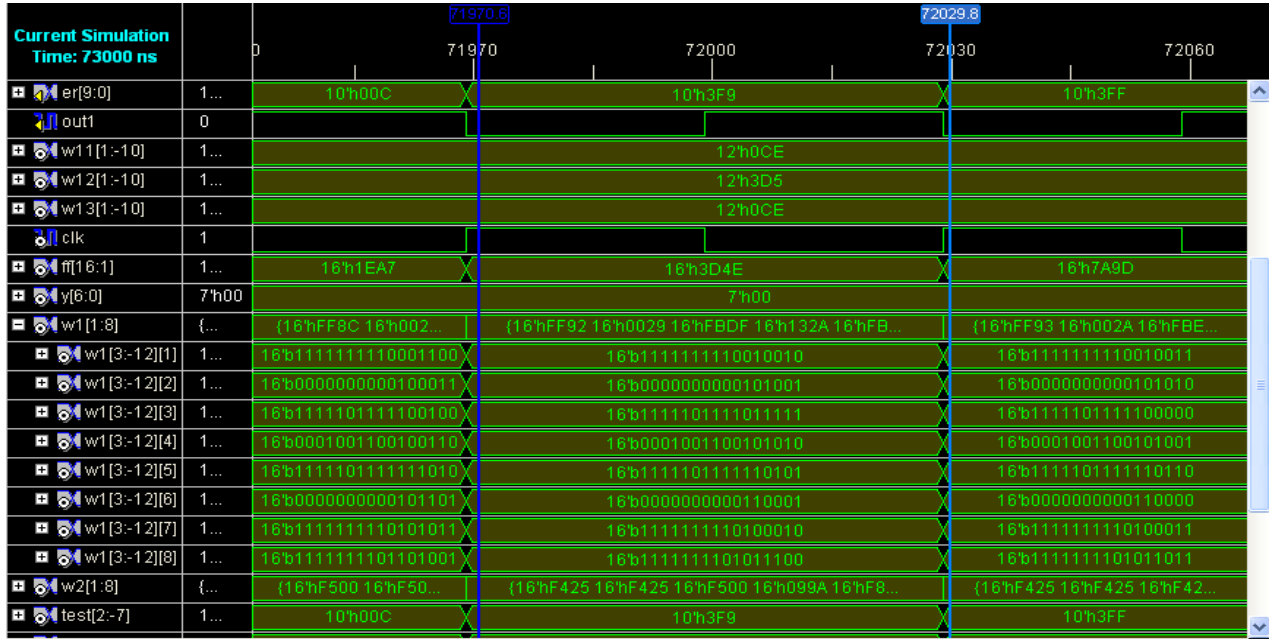 71970.6 72029.8
Current Simulation
Time: 73000 ns
0 71970 72000 72030 72060
er[9:0] 1... 10'h00C 10'h3F9 10'h3FF
out1 0
w11[1:-10] 1... 12'h0CE
w12[1:-10] 1... 12'h3D5
w13[1:-10] 1... 12'h0CE
clk 1
ff[16:1] 1... 16'h1EA7 16'h3D4E 16'h7A9D
y[6:0] 7'h00 7'h00
w1[1:8] {... {16'hFF8C 16'h002... {16'hFF92 16'h0029 16'hFBDF 16'h132A 16'hFB... {16'hFF93 16'h002A 16'hFBE...
w1[3:-12][1] 1... 16'b1111111110001100 16'b1111111110010010 16'b1111111110010011
w1[3:-12][2] 1... 16'b0000000000100011 16'b0000000000101001 16'b0000000000101010
w1[3:-12][3] 1... 16'b1111101111100100 16'b1111101111011111 16'b1111101111100000
w1[3:-12][4] 1... 16'b0001001100100110 16'b0001001100101010 16'b0001001100101001
w1[3:-12][5] 1... 16'b1111101111111010 16'b1111101111110101 16'b1111101111110110
w1[3:-12][6] 1... 16'b0000000000101101 16'b0000000000110001 16'b0000000000110000
w1[3:-12][7] 1... 16'b1111111110101011 16'b1111111110100010 16'b1111111110100011
w1[3:-12][8] 1... 16'b1111111101101001 16'b1111111101011100 16'b1111111101011011
w2[1:8] {... {16'hF500 16'hF50... {16'hF425 16'hF425 16'hF500 16'h099A 16'hF8... {16'hF425 16'hF425 16'hF42...
test[2:-7] 1... 10'h00C 10'h3F9 10'h3FF